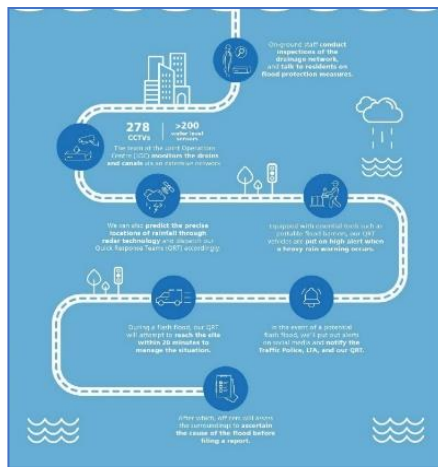 On-ground staff conduct
inspections of the
drainage network,
and talk to residents on
flood protection measures.
278
CCTVs
>200
water level
sensors
The team at the Joint Operations
Centre (JOC) monitors the drains
and canals via an extensive network
We can also predict the precise
locations of rainfall through
radar technology and dispatch our
Quick Response Teams (QRT) accordingly.
Equipped with essential tools such as
portable flood barriers, our QRT
vehicles are put on high alert when
a heavy rain warning occurs.
During a flash flood, our QRT
will attempt to reach the site
within 20 minutes to
manage the situation.
In the event of a potential
flash flood, we'll put out alerts
on social media and notify the
Traffic Police, LTA, and our QRT.
After which, officers will assess
the surroundings to ascertain
the cause of the flood before
filing a report.